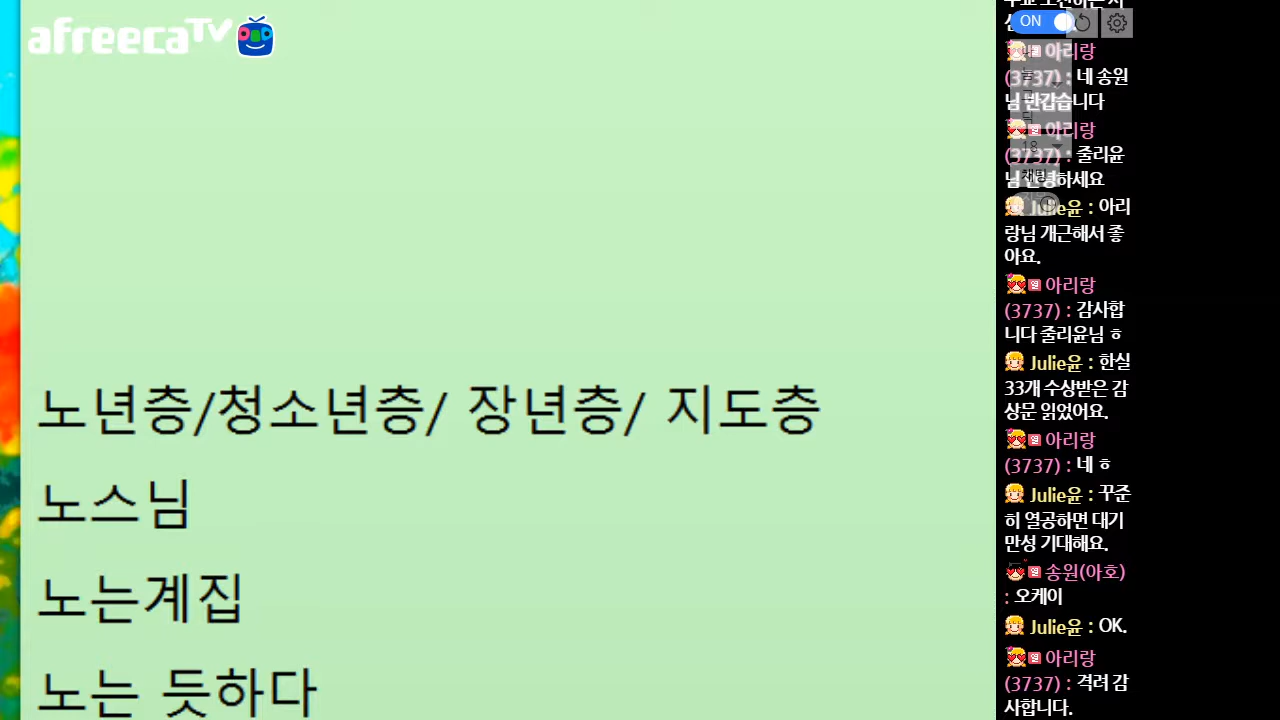 afreecaTV
노년층/청소년층/ 장년층/ 지도층
노스님
노는계집
노는 듯하다
ON
아리랑
(3737) : 네 송원
님 반갑습니다
아리랑
(3737) : 줄리윤
님 안녕하세요
18
채팅
Julie윤 : 아리
랑님 개근해서 좋
아요.
아리랑
(3737) : 감사합
니다 줄리윤님 ㅎ
Julie윤 : 한실
33개 수상받은 감
상문 읽었어요.
아리랑
(3737) : 네 ㅎ
Julie윤 : 꾸준
히 열공하면 대기
만성 기대해요.
송원(아호)
: 오케이
Julie윤 : OK.
아리랑
(3737) : 격려 감
사합니다.